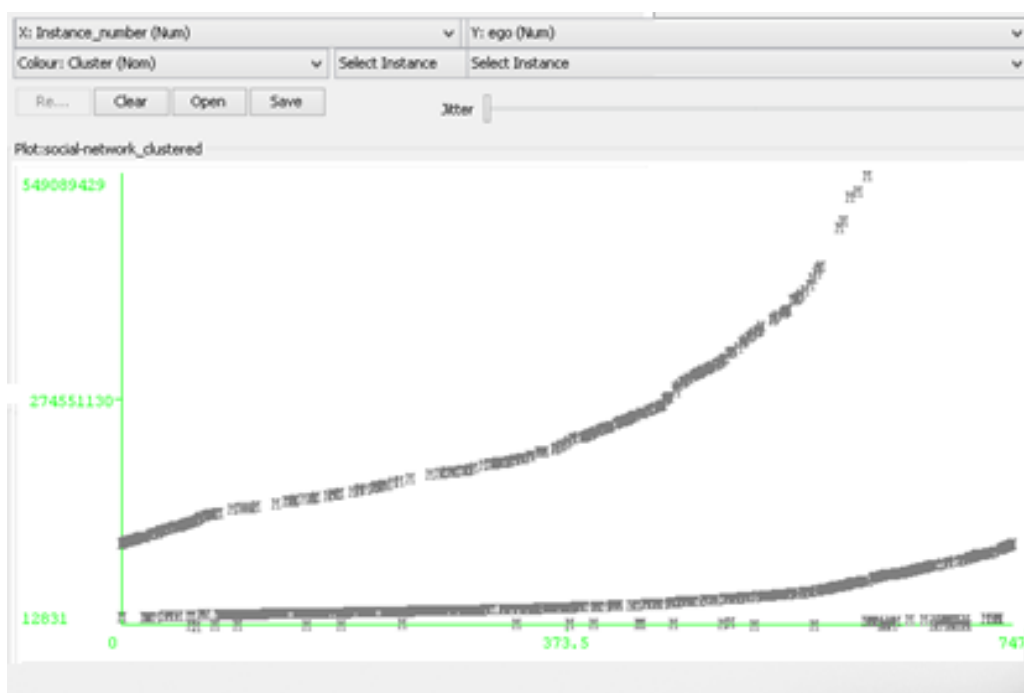 X: Instance_number (Num) Y: ego (Num)
Colour: Cluster (Nom) Select Instance Select Instance
Re... Clear Open Save Jitter
Plot:social-network_clustered
549089429
274551130
12831
0 373.5 747